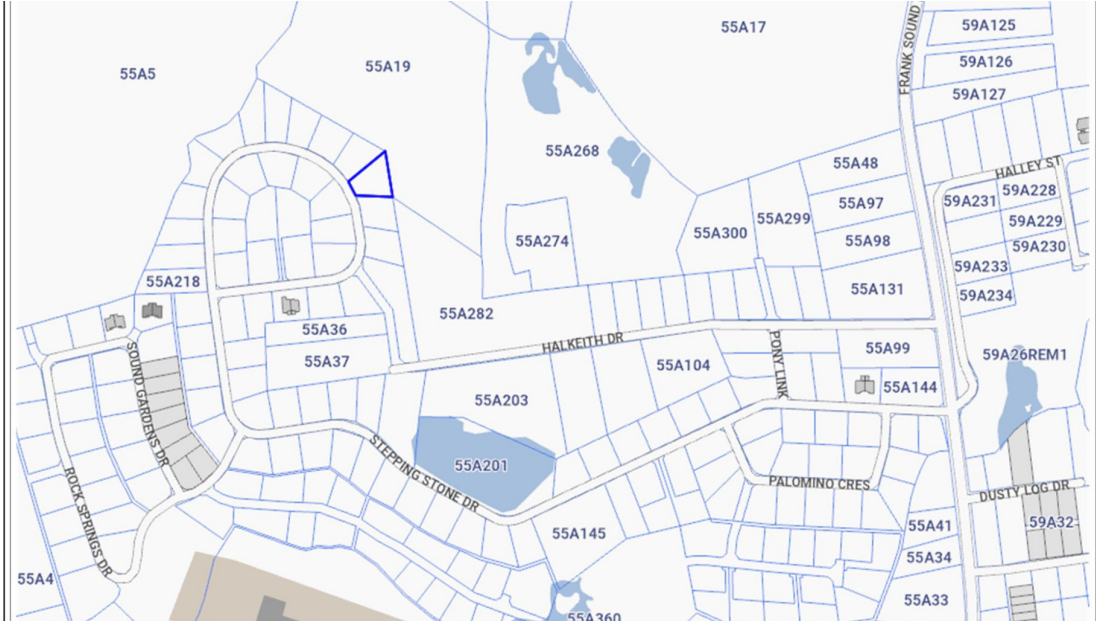 55A17
59A125
FRANK SOUND
59A126
55A19
55A5
59A127
55A268
55A48
HALLEY ST
59A228
59A231
55A97
55A299
59A229
55A300
55A274
55A98
59A230
59A233
55A218
55A131
59A234
55A282
55A36
HALKEITH DR
55A99
59A26REM1
55A37
SOUND GARDENS DR
PONY LINK
55A104
55A144
55A203
STEPPING STONE DR
55A201
ROCK SPRINGS DR
PALOMINO CRES
DUSTY LOG DR
55A145
55A41
59A32
55A34
55A4
55A33
55A360